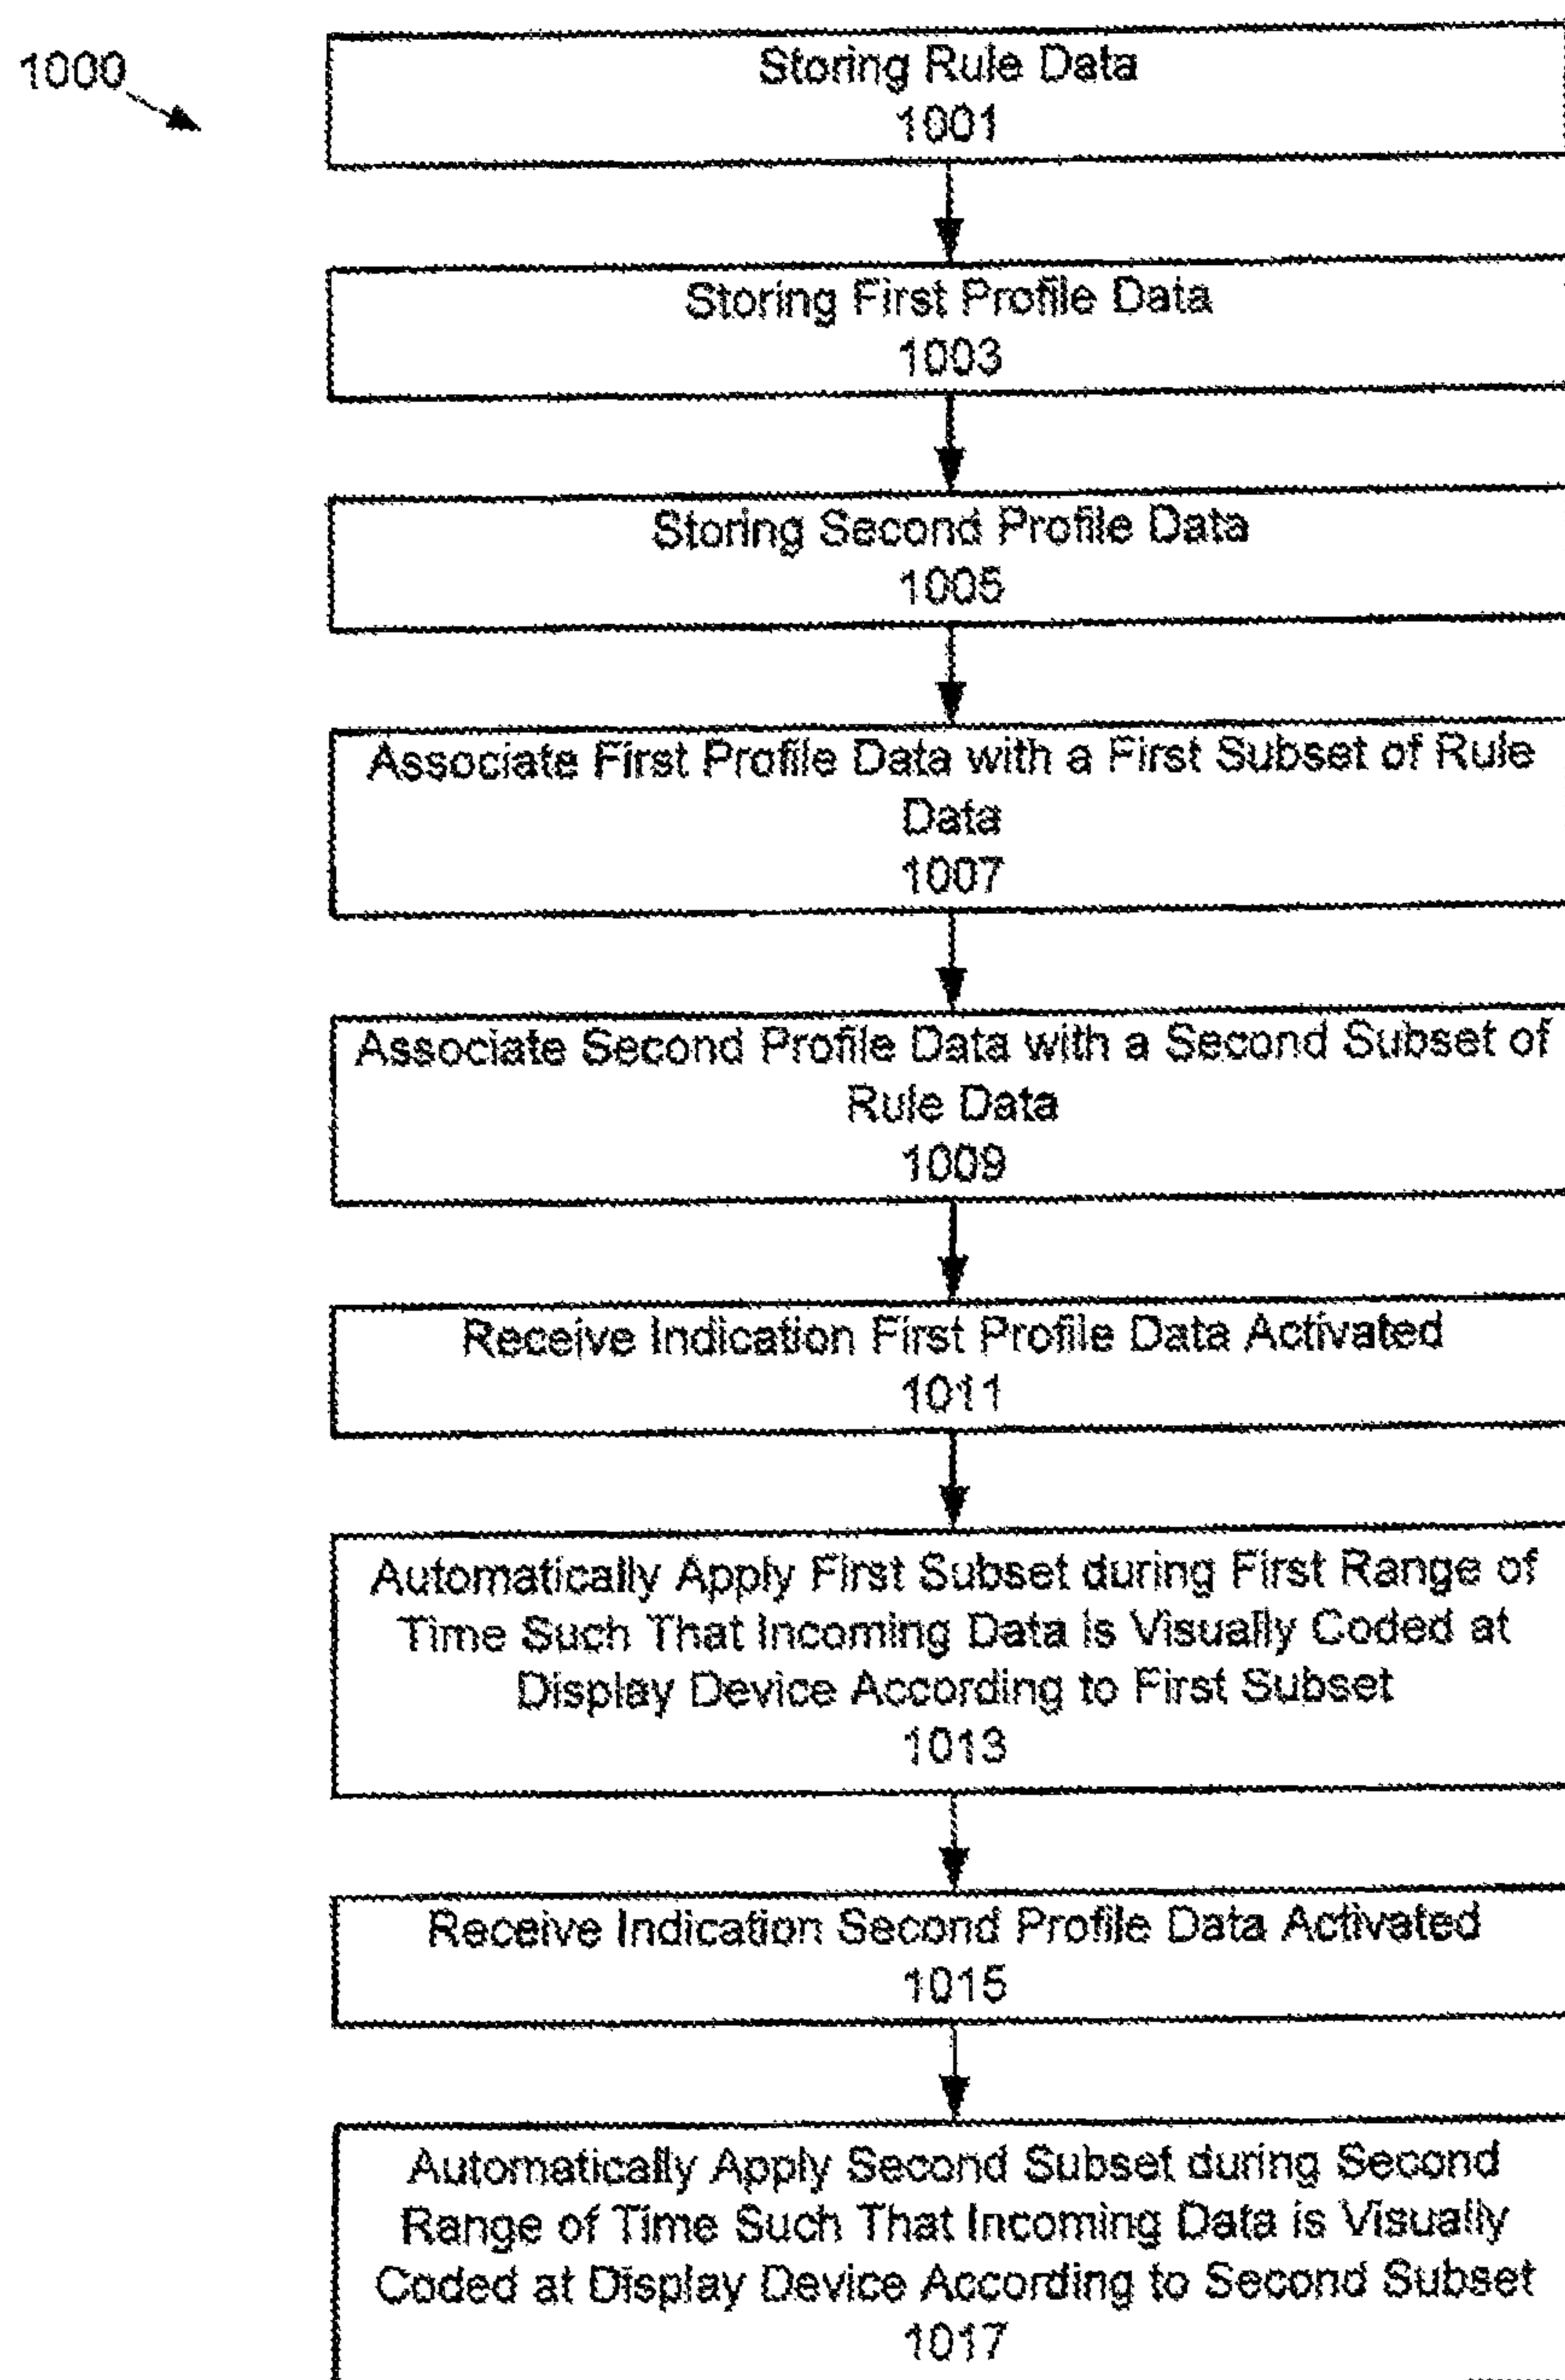 1000
Storing Rule Data
1001
Storing First Profile Data
1003
Storing Second Profile Data
1005
Associate First Profile Data with a First Subset of Rule
Data
1007
Associate Second Profile Data with a Second Subset of
Rule Data
1009
Receive Indication First Profile Data Activated
1011
Automatically Apply First Subset during First Range of
Time Such That Incoming Data is Visually Coded at
Display Device According to First Subset
1013
Receive Indication Second Profile Data Activated
1015
Automatically Apply Second Subset during Second
Range of Time Such That Incoming Data is Visually
Coded at Display Device According to Second Subset
1017